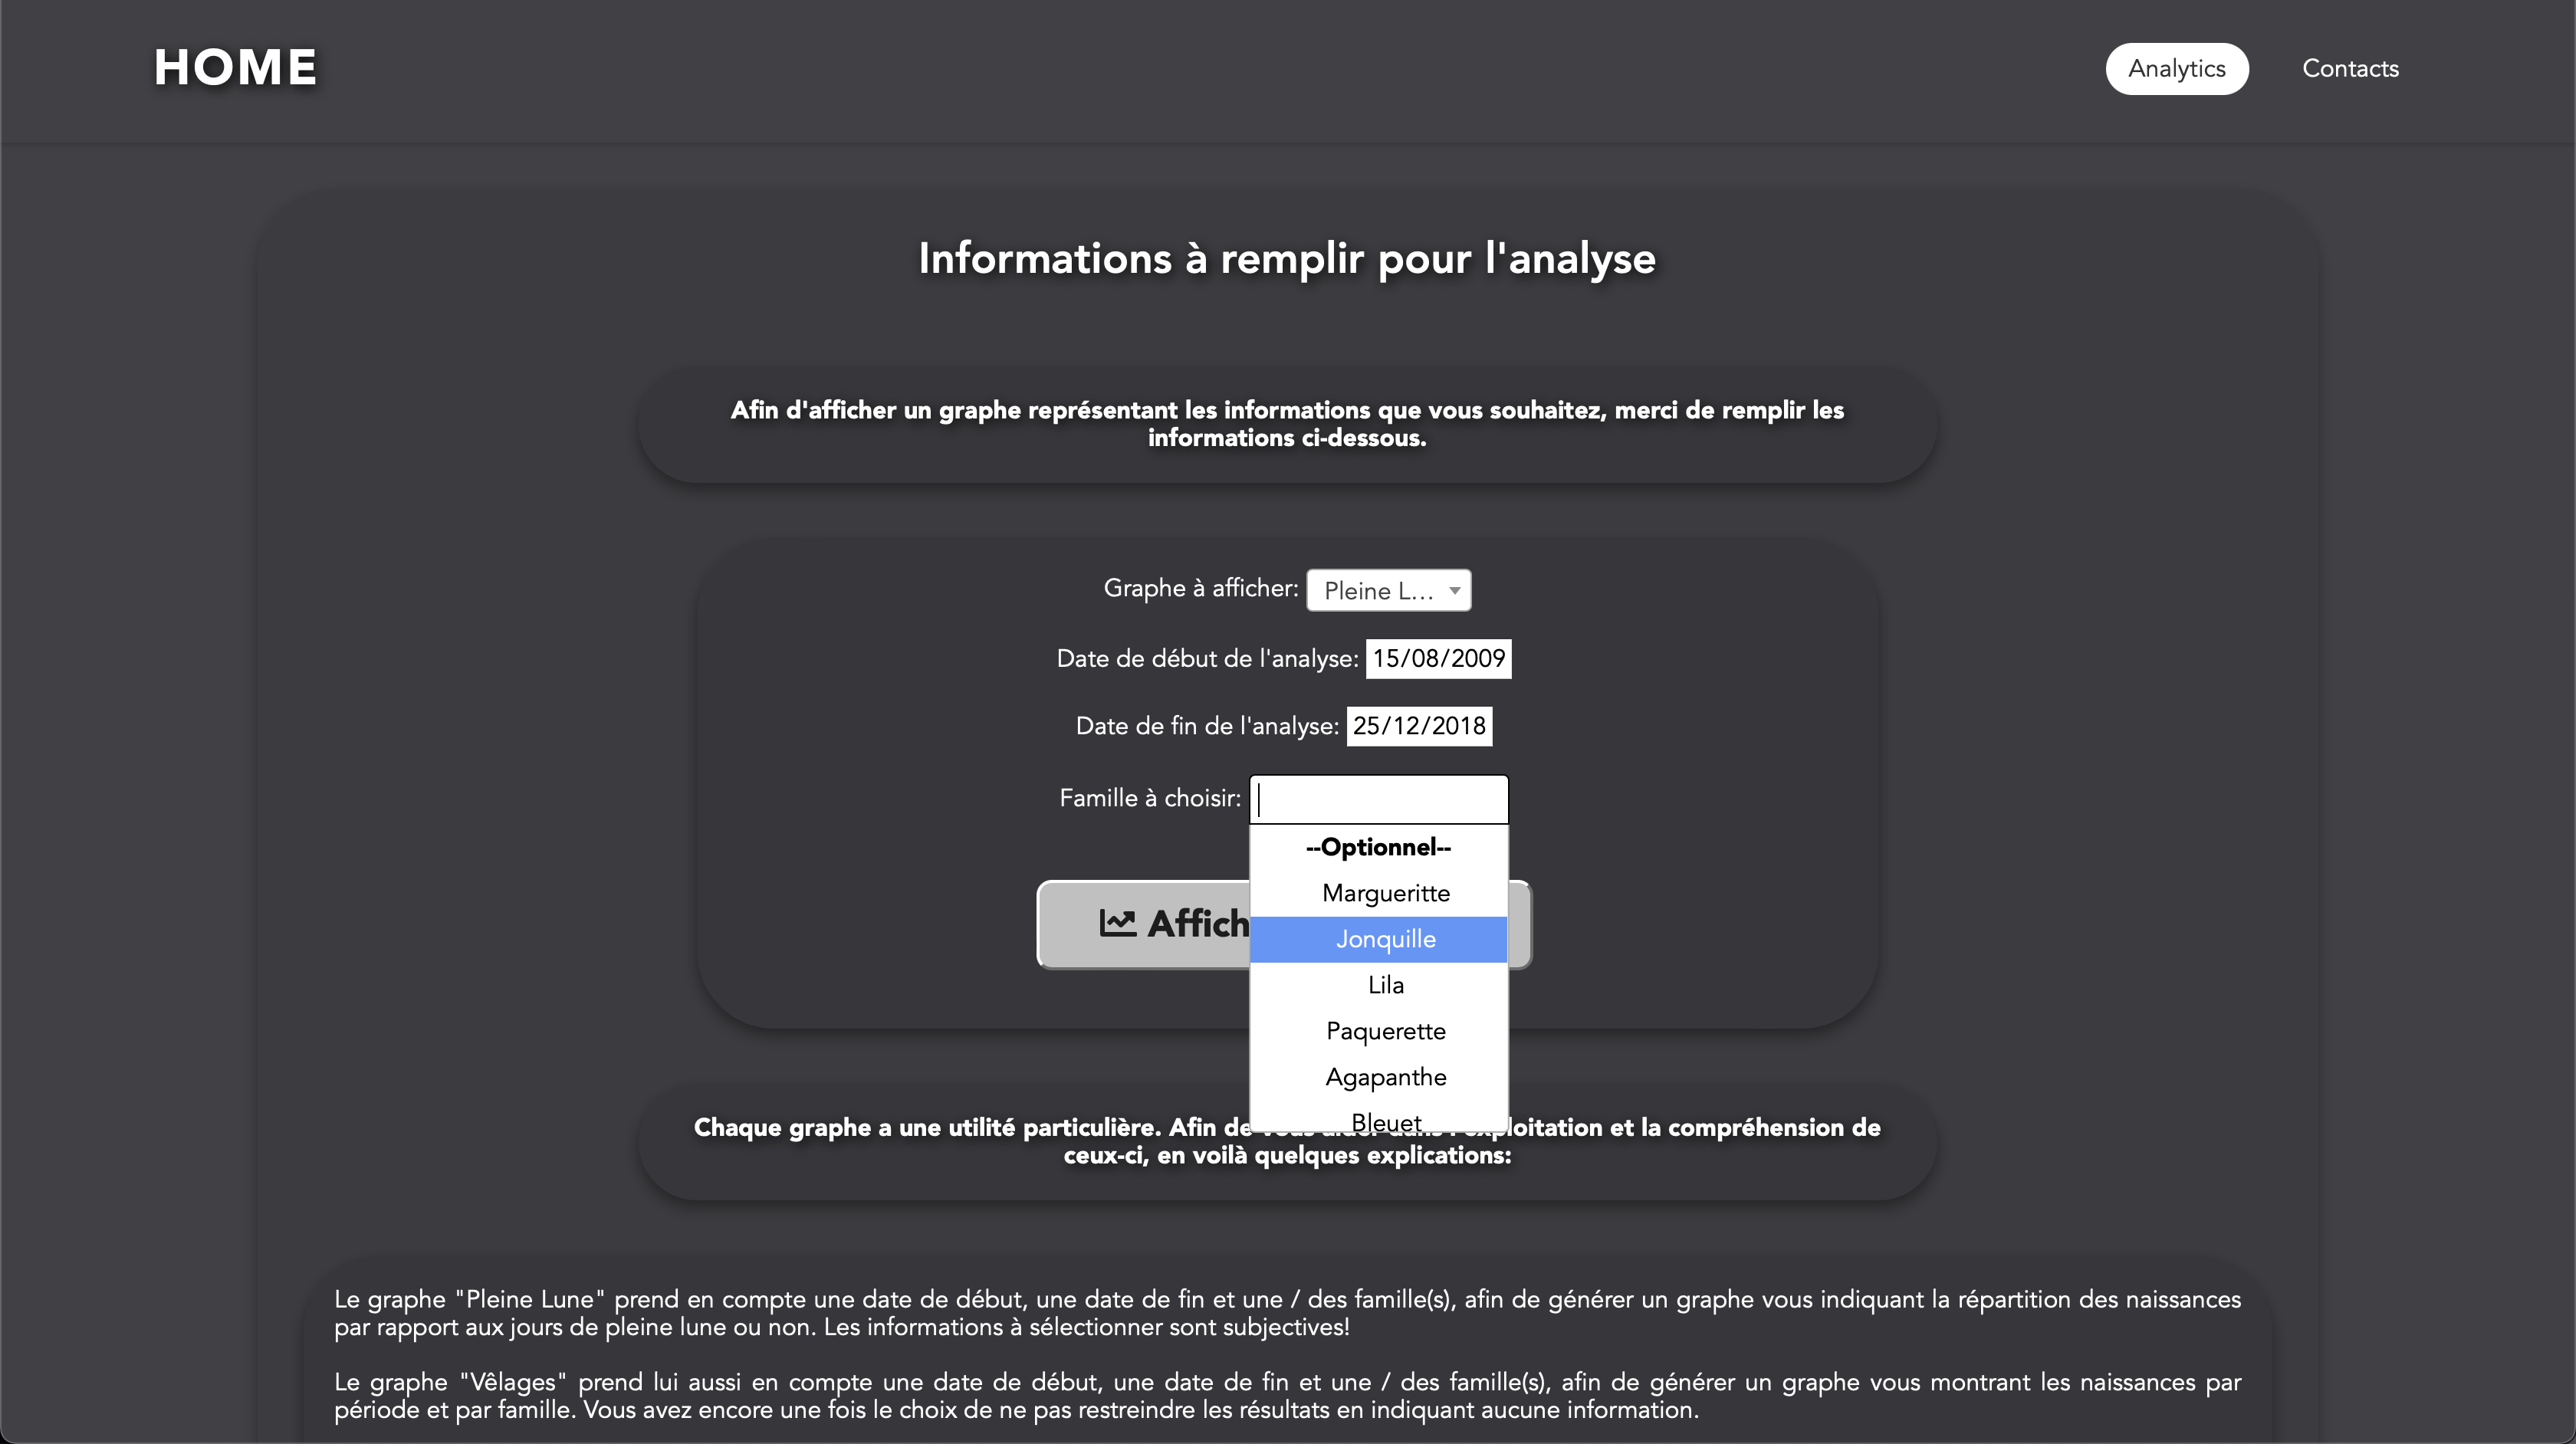 HOME
Analytics
Contacts
Informations à remplir pour l'analyse
Afin d'afficher un graphe représentant les informations que vous souhaitez, merci de remplir les
informations ci-dessous.
Graphe à afficher: Pleine L...
Date de début de l'analyse: 15/08/2009
Date de fin de l'analyse: 25/12/2018
Famille à choisir:
--Optionnel--
Margueritte
Jonquille
Lila
Paquerette
Agapanthe
Bleuet
Affich
Chaque graphe a une utilité particulière. Afin de vous aider dans l'exploitation et la compréhension de
ceux-ci, en voilà quelques explications:
Le graphe "Pleine Lune" prend en compte une date de début, une date de fin et une / des famille(s), afin de générer un graphe vous indiquant la répartition des naissances
par rapport aux jours de pleine lune ou non. Les informations à sélectionner sont subjectives!
Le graphe "Vêlages" prend lui aussi en compte une date de début, une date de fin et une / des famille(s), afin de générer un graphe vous montrant les naissances par
période et par famille. Vous avez encore une fois le choix de ne pas restreindre les résultats en indiquant aucune information.